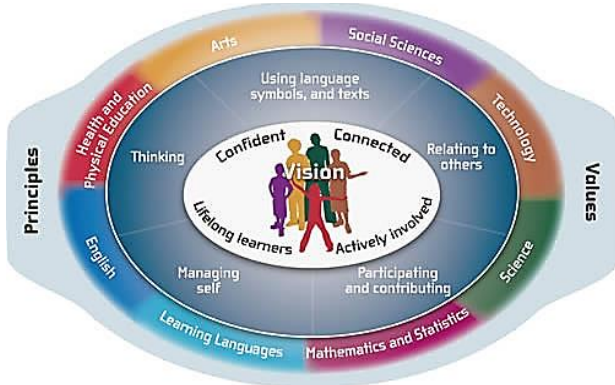 Arts
Social Sciences
Health and
Physical Education
Using language
symbols, and texts
Technology
Confident
Connected
Thinking
Vision
Relating to
others
Principles
Values
Lifelong learners
Actively involved
English
Managing
self
Participating
and contributing
Science
Learning Languages
Mathematics and Statistics